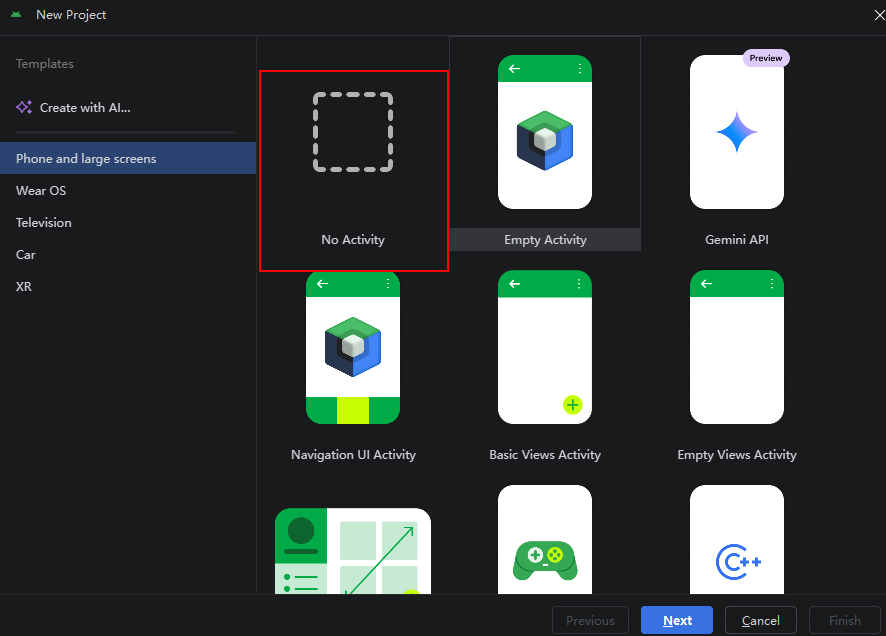 New Project
Templates
Create with AI...
Phone and large screens
Wear OS
Television
Car
XR
No Activity
Empty Activity
Preview
Gemini API
Navigation UI Activity
Basic Views Activity
Empty Views Activity
C++
Previous
Next
Cancel
Finish